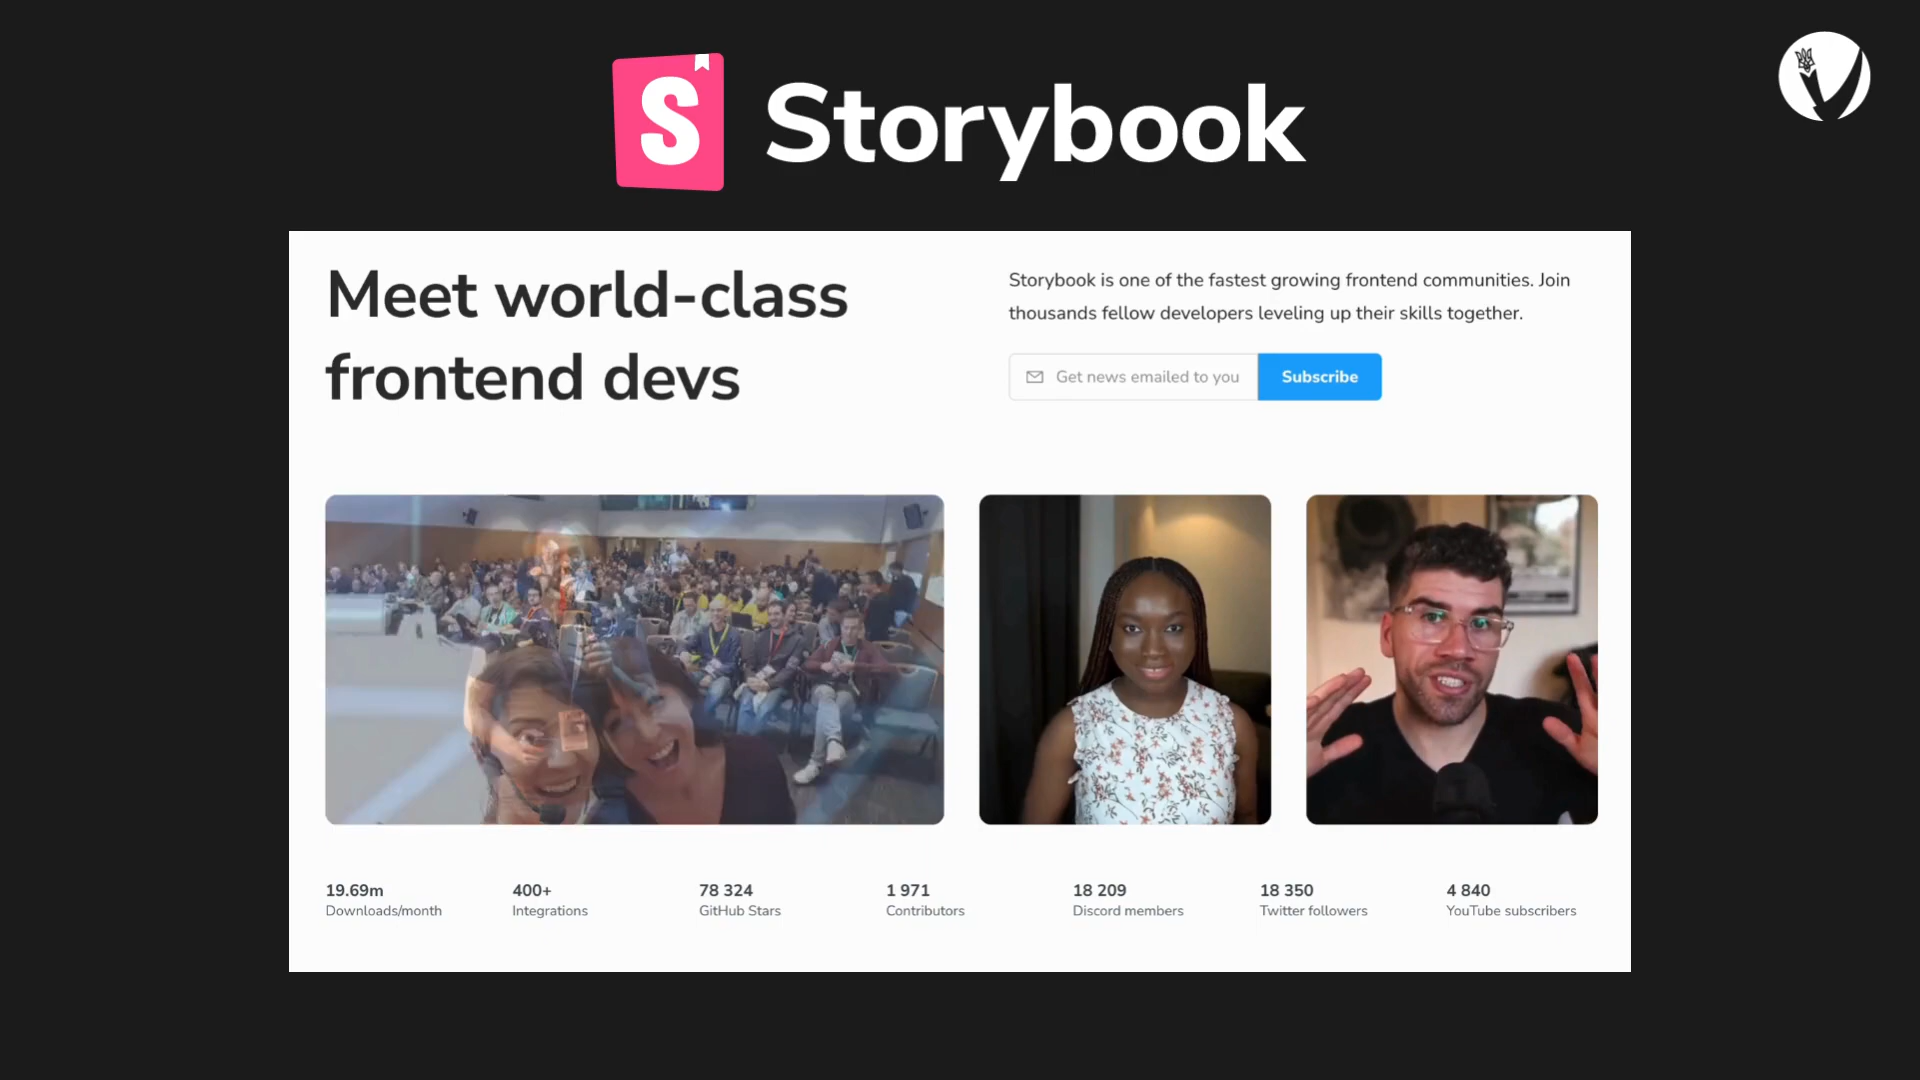 S Storybook
Meet world-class
frontend devs
Storybook is one of the fastest growing frontend communities. Join
thousands fellow developers leveling up their skills together.
Get news emailed to you
Subscribe
19.69m
Downloads/month
400+
Integrations
78 324
GitHub Stars
1 971
Contributors
18 209
Discord members
18 350
Twitter followers
4 840
YouTube subscribers